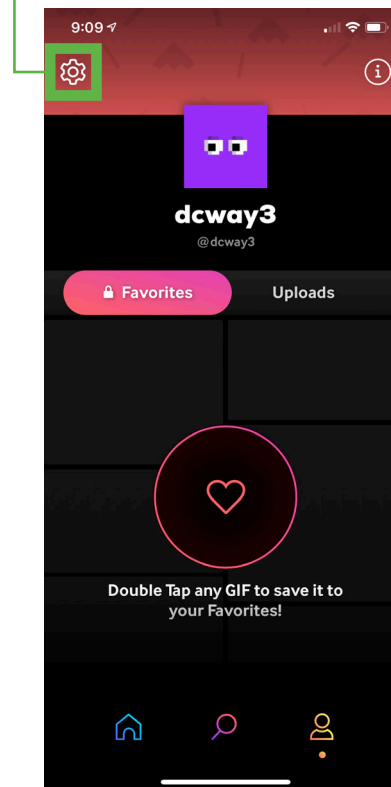 9:09
dcway3
@dcway3
Favorites
Uploads
Double Tap any GIF to save it to
your Favorites!